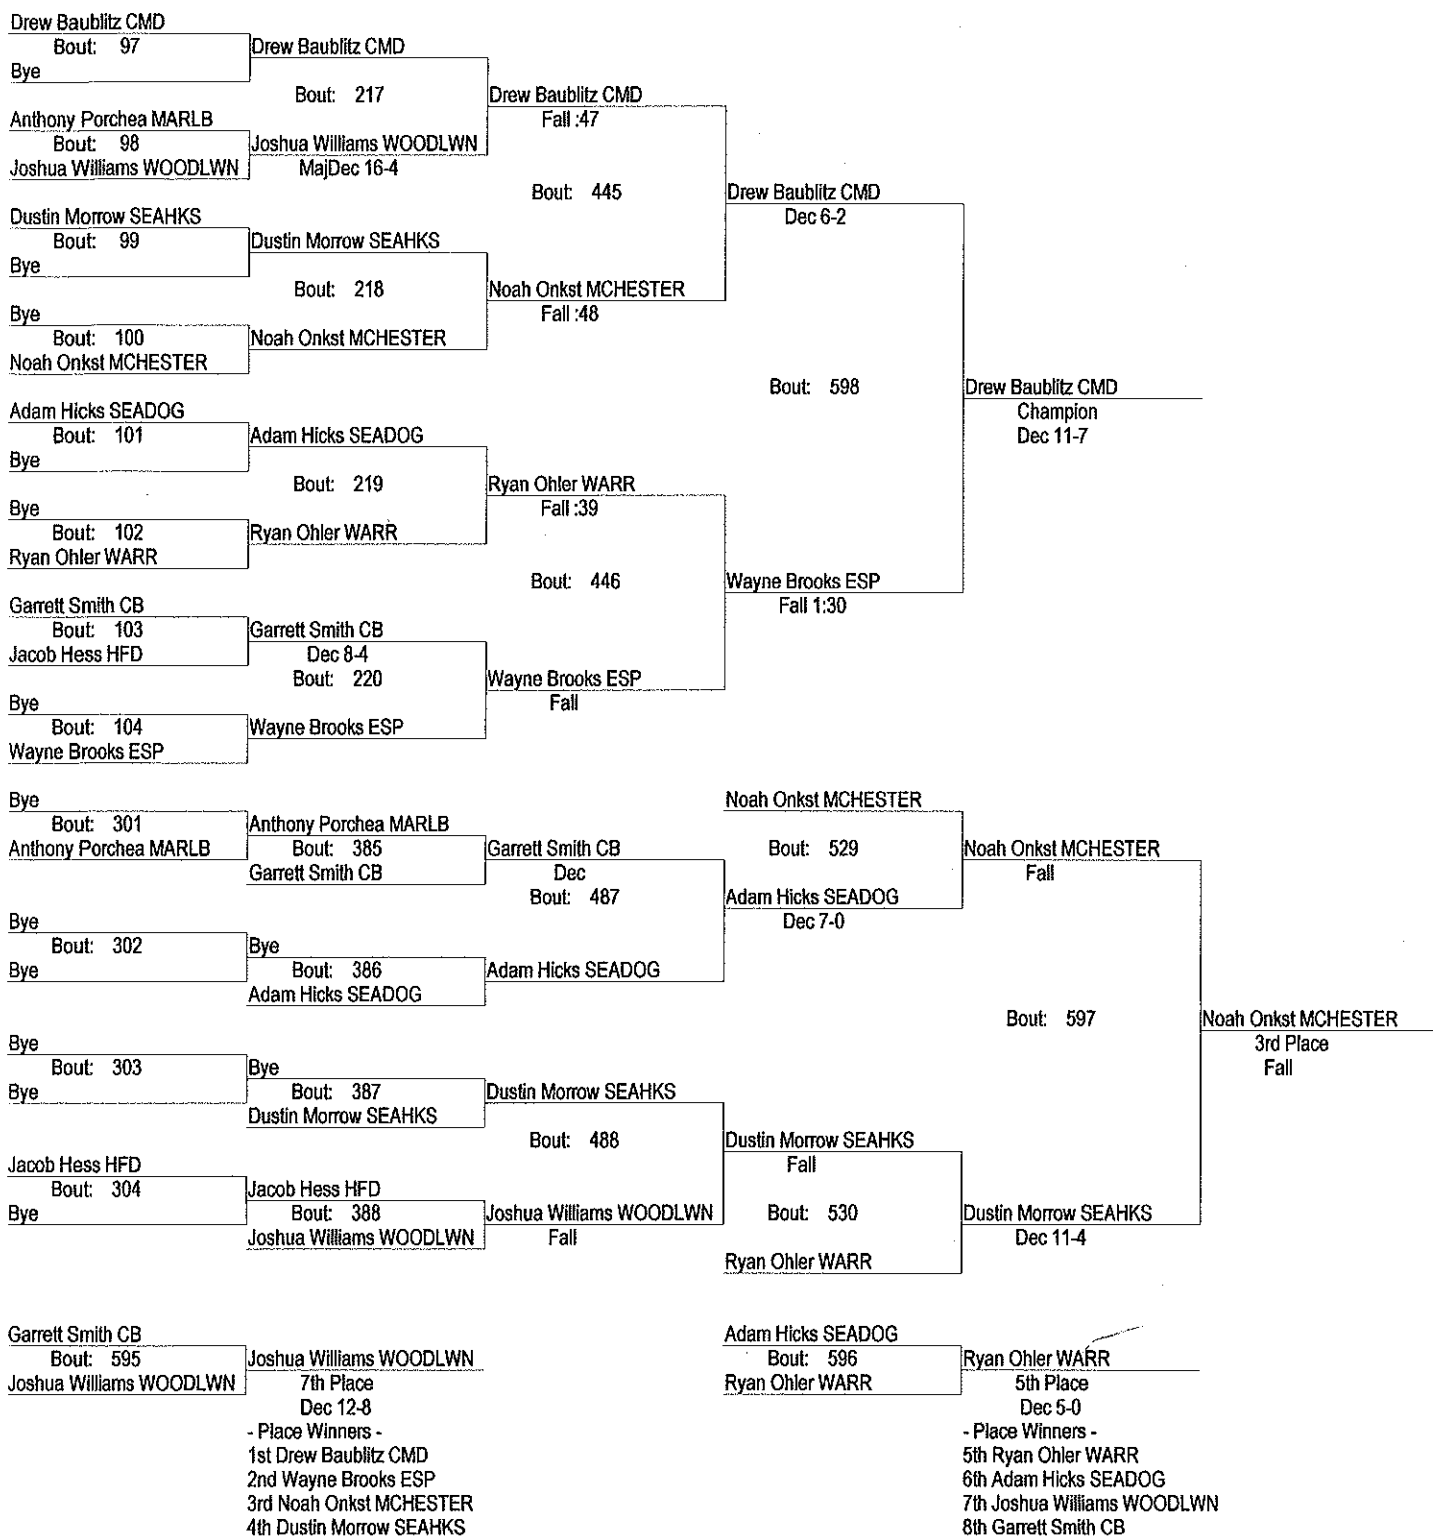 Drew Baublitz CMD
Bout: 97
Bye
Drew Baublitz CMD
Bout: 217
Anthony Porchea MARLB
Bout: 98
Joshua Williams WOODLWN
Joshua Williams WOODLWN
MajDec 16-4
Drew Baublitz CMD
Fall :47
Bout: 445
Dustin Morrow SEAHKS
Bout: 99
Bye
Dustin Morrow SEAHKS
Bout: 218
Bye
Bout: 100
Noah Onkst MCHESTER
Noah Onkst MCHESTER
Noah Onkst MCHESTER
Fall :48
Drew Baublitz CMD
Dec 6-2
Bout: 598
Drew Baublitz CMD
Champion
Dec 11-7
Adam Hicks SEADOG
Bout: 101
Bye
Adam Hicks SEADOG
Bout: 219
Bye
Bout: 102
Ryan Ohler WARR
Ryan Ohler WARR
Ryan Ohler WARR
Fall :39
Bout: 446
Wayne Brooks ESP
Fall 1:30
Garrett Smith CB
Bout: 103
Jacob Hess HFD
Garrett Smith CB
Dec 8-4
Bout: 220
Bye
Bout: 104
Wayne Brooks ESP
Wayne Brooks ESP
Wayne Brooks ESP
Fall
Bye
Bout: 301
Anthony Porchea MARLB
Anthony Porchea MARLB
Bout: 385
Garrett Smith CB
Garrett Smith CB
Dec
Bout: 487
Bye
Bout: 302
Bye
Bye
Bout: 386
Adam Hicks SEADOG
Adam Hicks SEADOG
Noah Onkst MCHESTER
Bout: 529
Adam Hicks SEADOG
Dec 7-0
Noah Onkst MCHESTER
Fall
Bout: 597
Noah Onkst MCHESTER
3rd Place
Fall
Bye
Bout: 303
Bye
Bye
Bout: 387
Dustin Morrow SEAHKS
Dustin Morrow SEAHKS
Bout: 488
Jacob Hess HFD
Bout: 304
Bye
Jacob Hess HFD
Bout: 388
Joshua Williams WOODLWN
Joshua Williams WOODLWN
Fall
Dustin Morrow SEAHKS
Fall
Bout: 530
Ryan Ohler WARR
Dustin Morrow SEAHKS
Dec 11-4
Garrett Smith CB
Bout: 595
Joshua Williams WOODLWN
Joshua Williams WOODLWN
7th Place
Dec 12-8
- Place Winners -
1st Drew Baublitz CMD
2nd Wayne Brooks ESP
3rd Noah Onkst MCHESTER
4th Dustin Morrow SEAHKS
Adam Hicks SEADOG
Bout: 596
Ryan Ohler WARR
Ryan Ohler WARR
5th Place
Dec 5-0
- Place Winners -
5th Ryan Ohler WARR
6th Adam Hicks SEADOG
7th Joshua Williams WOODLWN
8th Garrett Smith CB